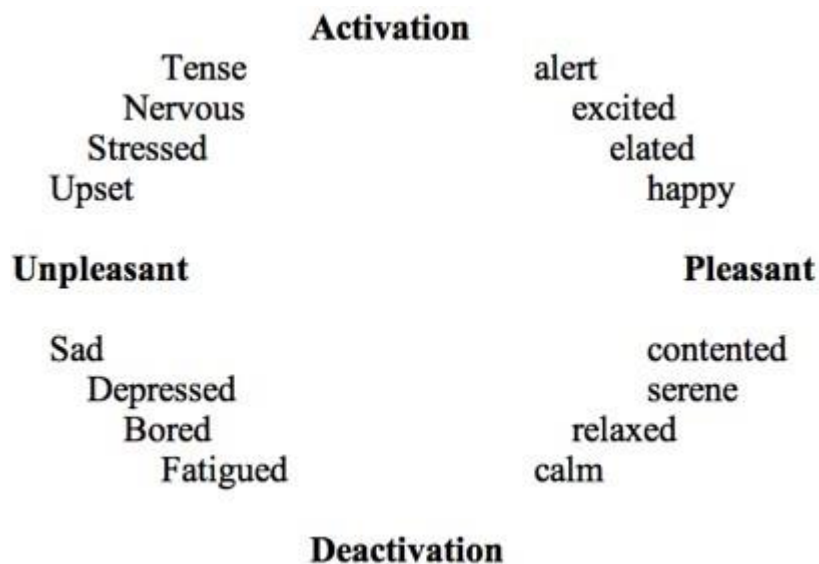 Activation
Tense alert
Nervous excited
Stressed elated
Upset happy
Unpleasant Pleasant
Sad contented
Depressed serene
Bored relaxed
Fatigued calm
Deactivation